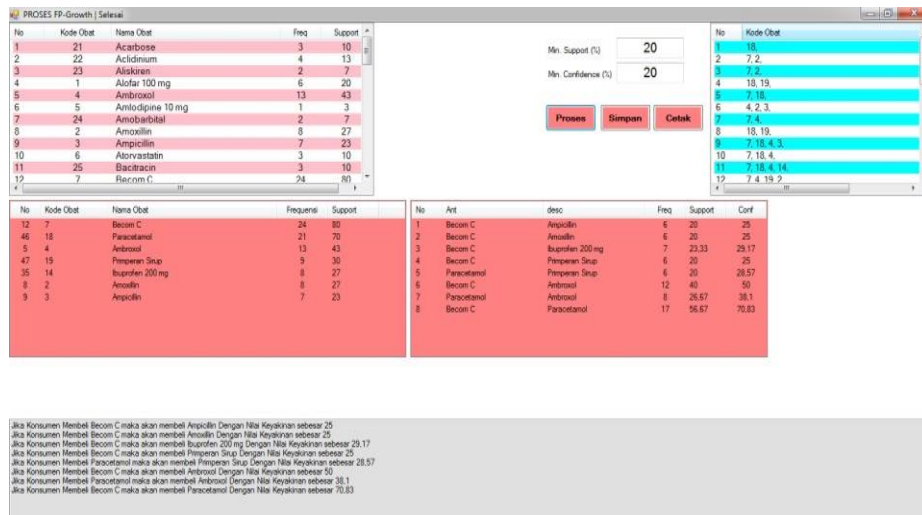 PROSES FP-Growth | Selesai
No Kode Obat Nama Obat Freq Support
1 21 Acarbose 3 10
2 22 Aclidinium 4 13
3 23 Aliskiren 2 7
4 1 Alofar 100 mg 6 20
5 4 Ambroxol 13 43
6 5 Amlodipine 10 mg 1 3
7 24 Amobarbital 2 7
8 2 Amoxillin 8 27
9 3 Ampicillin 7 23
10 6 Atorvastatin 3 10
11 25 Bacitracin 3 10
12 7 Becom C 24 80
Min. Support (%) 20
Min. Confidence (%) 20
Proses Simpan Cetak
No Kode Obat
1 18,
2 7, 2,
3 7, 2,
4 18, 19,
5 7, 18,
6 4, 2, 3,
7 7, 4,
8 18, 19,
9 7, 18, 4, 3,
10 7, 18, 4,
11 7, 18, 4, 14,
12 7, 4, 19, 2
No Kode Obat Nama Obat Frequensi Support
12 7 Becom C 24 80
46 18 Paracetamol 21 70
5 4 Ambroxol 13 43
47 19 Primperan Sirup 9 30
35 14 Ibuprofen 200 mg 8 27
8 2 Amoxillin 8 27
9 3 Ampicillin 7 23
No Ant desc Freq Support Conf
1 Becom C Ampicillin 6 20 25
2 Becom C Amoxillin 6 20 25
3 Becom C Ibuprofen 200 mg 7 23,33 29,17
4 Becom C Primperan Sirup 6 20 25
5 Paracetamol Primperan Sirup 6 20 28,57
6 Becom C Ambroxol 12 40 50
7 Paracetamol Ambroxol 8 26,67 38,1
8 Becom C Paracetamol 17 56,67 70,83
Jika Konsumen Membeli Becom C maka akan membeli Ampicillin Dengan Nilai Keyakinan sebesar 25
Jika Konsumen Membeli Becom C maka akan membeli Amoxillin Dengan Nilai Keyakinan sebesar 25
Jika Konsumen Membeli Becom C maka akan membeli Ibuprofen 200 mg Dengan Nilai Keyakinan sebesar 29,17
Jika Konsumen Membeli Becom C maka akan membeli Primperan Sirup Dengan Nilai Keyakinan sebesar 25
Jika Konsumen Membeli Paracetamol maka akan membeli Primperan Sirup Dengan Nilai Keyakinan sebesar 28,57
Jika Konsumen Membeli Becom C maka akan membeli Ambroxol Dengan Nilai Keyakinan sebesar 50
Jika Konsumen Membeli Paracetamol maka akan membeli Ambroxol Dengan Nilai Keyakinan sebesar 38,1
Jika Konsumen Membeli Becom C maka akan membeli Paracetamol Dengan Nilai Keyakinan sebesar 70,83